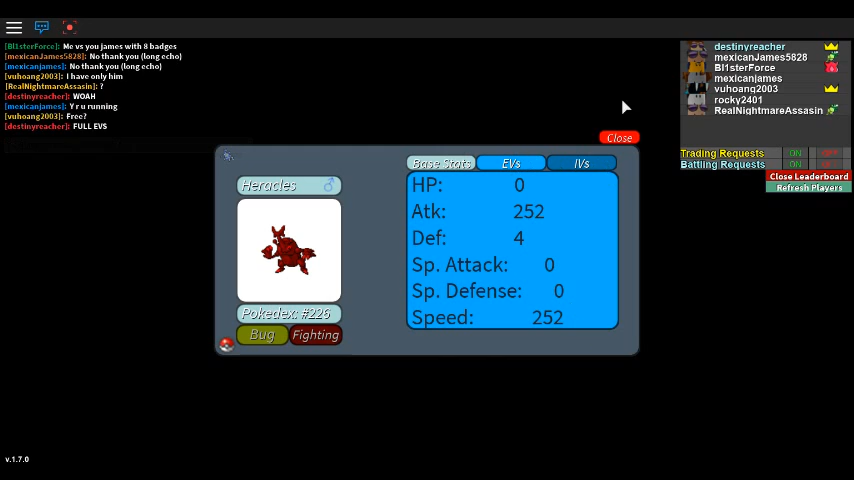 [Bl1sterForce]: Me vs you james with 8 badges
[mexicanJames5828]: No thank you (long echo)
[mexicanjames]: No thank you (long echo)
[vuhoang2003]: I have only him
[RealNightmareAssasin]: ?
[destinyreacher]: WOAH
[mexicanjames]: Y r u running
[vuhoang2003]: Free?
[destinyreacher]: FULL EVS
destinyreacher
mexicanJames5828
Bl1sterForce
mexicanjames
vuhoang2003
rocky2401
RealNightmareAssasin
Trading Requests ON OFF
Battling Requests ON OFF
Close Leaderboard
Refresh Players
Close
Base Stats EVs IVs
Heracles ♂
HP: 0
Atk: 252
Def: 4
Sp. Attack: 0
Sp. Defense: 0
Speed: 252
Pokedex: #226
Bug Fighting
v.1.7.0